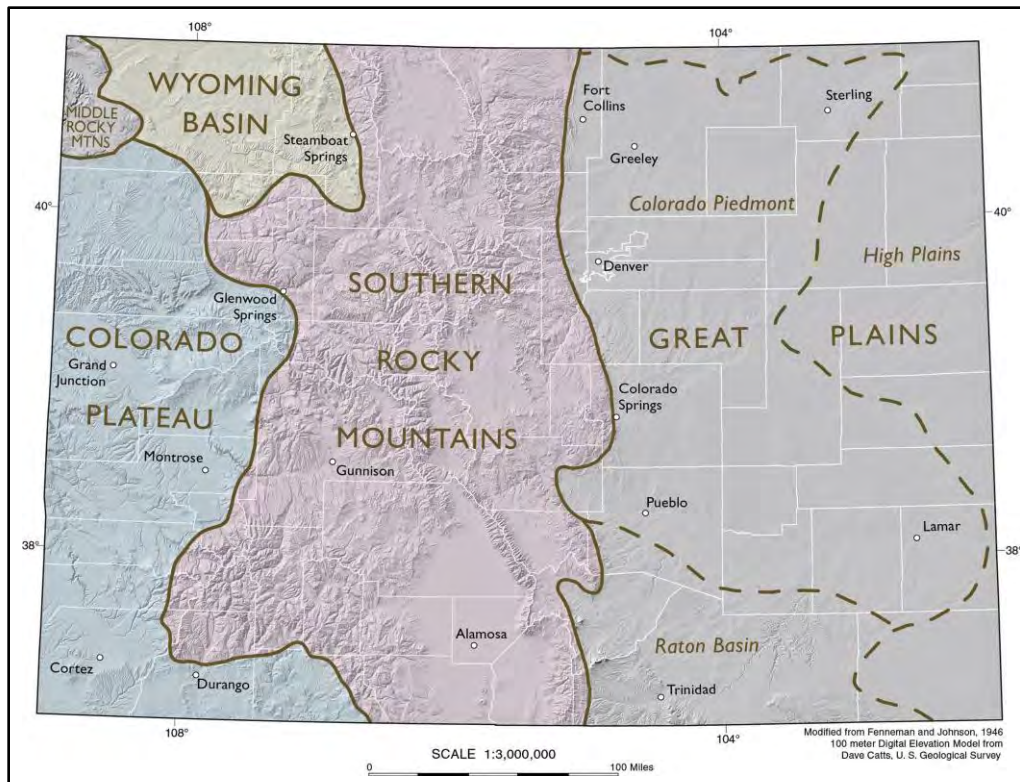 108°
104°
WYOMING
BASIN
MIDDLE
ROCKY
MTNS
Steamboat
Springs
Fort
Collins
Sterling
Greeley
40°
40°
Colorado Piedmont
High Plains
Denver
SOUTHERN
Glenwood
Springs
COLORADO
GREAT
PLAINS
Grand
Junction
ROCKY
Colorado
Springs
PLATEAU
MOUNTAINS
Montrose
Gunnison
Pueblo
Lamar
38°
38°
Alamosa
Raton Basin
Cortez
Durango
Trinidad
108°
104°
Modified from Fenneman and Johnson, 1946
100 meter Digital Elevation Model from
Dave Catts, U. S. Geological Survey
SCALE 1:3,000,000
0 100 Miles